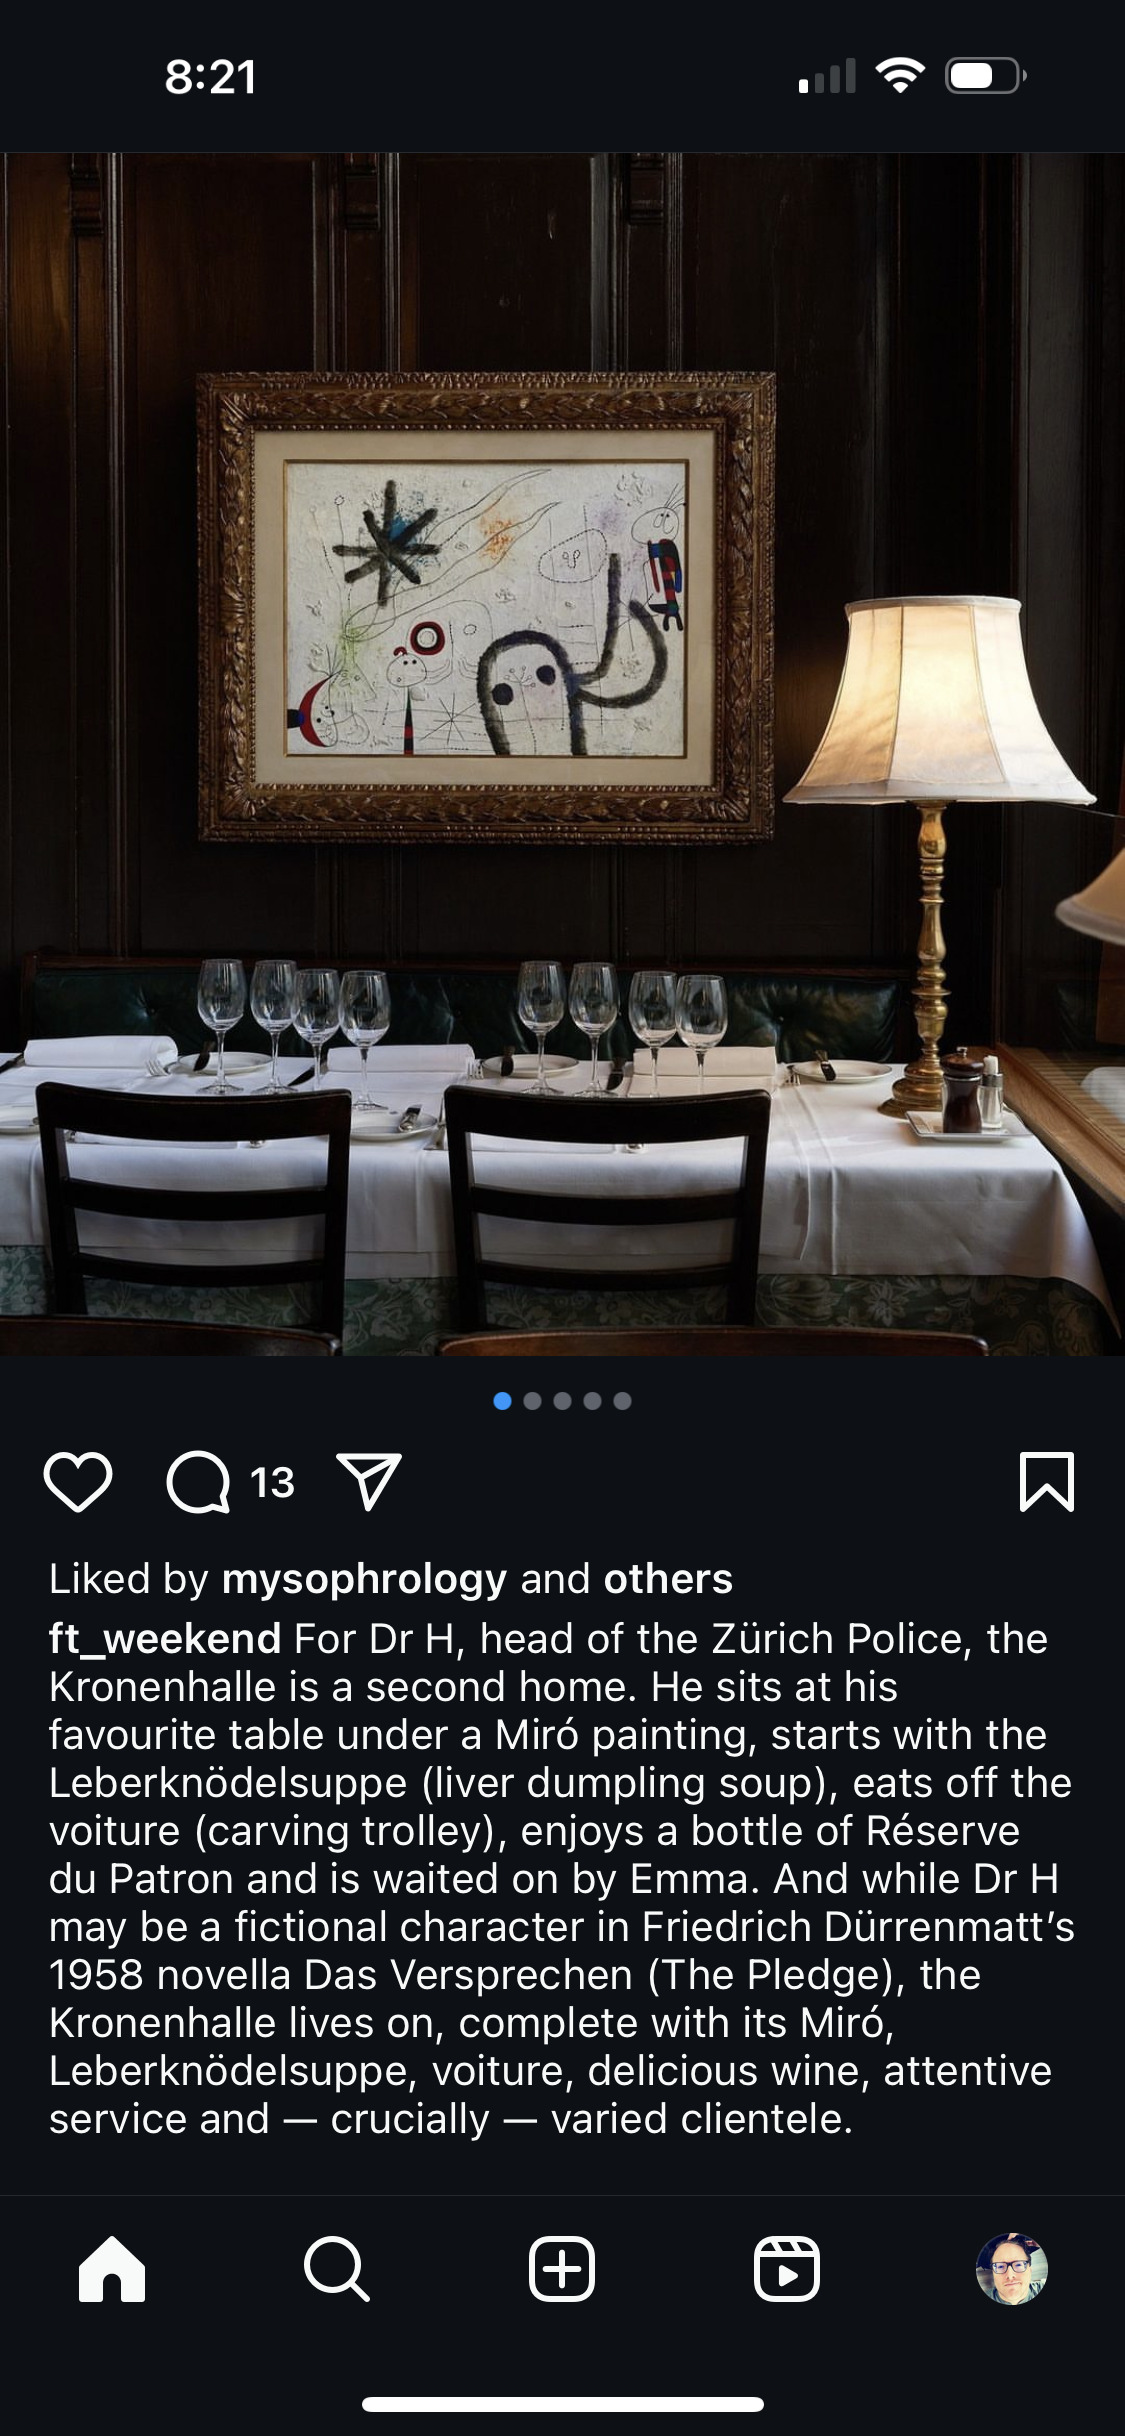 8:21
13
Liked by mysophrology and others
ft_weekend For Dr H, head of the Zürich Police, the
Kronenhalle is a second home. He sits at his
favourite table under a Miró painting, starts with the
Leberknödelsuppe (liver dumpling soup), eats off the
voiture (carving trolley), enjoys a bottle of Réserve
du Patron and is waited on by Emma. And while Dr H
may be a fictional character in Friedrich Dürrenmatt’s
1958 novella Das Versprechen (The Pledge), the
Kronenhalle lives on, complete with its Miró,
Leberknödelsuppe, voiture, delicious wine, attentive
service and — crucially — varied clientele.